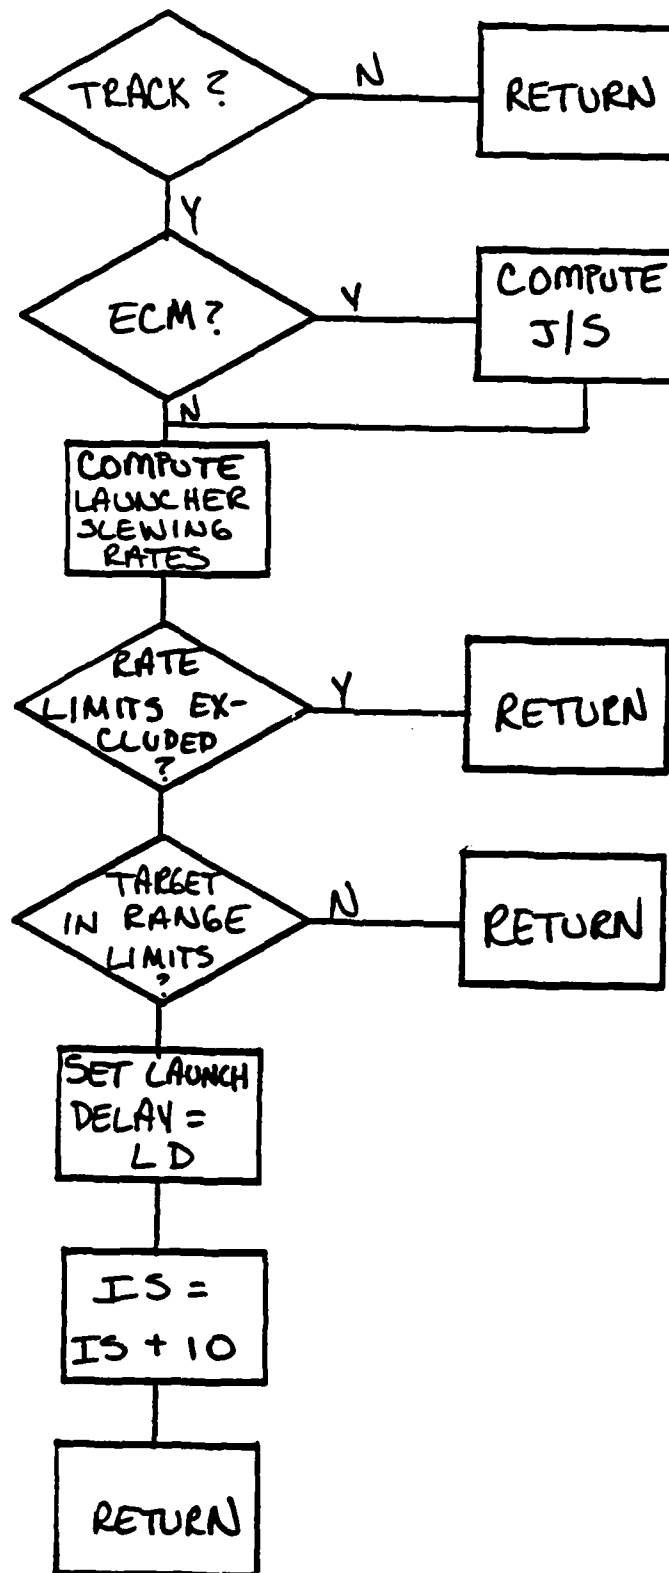 TRACK?
N
RETURN
Y
ECM?
Y
COMPUTE
J/S
N
COMPUTE
LAUNCHER
SLEWING
RATES
RATE
LIMITS EX-
CLUDED
?
Y
RETURN
TARGET
IN RANGE
LIMITS
?
N
RETURN
SET LAUNCH
DELAY =
LD
IS =
IS + 10
RETURN